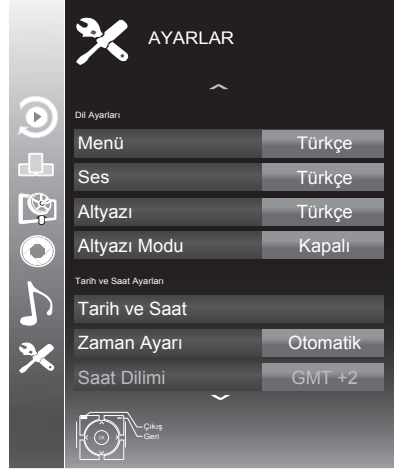 AYARLAR
Dil Ayarları
Menü Türkçe
Ses Türkçe
Altyazı Türkçe
Altyazı Modu Kapalı
Tarih ve Saat Ayarları
Tarih ve Saat
Zaman Ayarı Otomatik
Saat Dilimi GMT +2
Çıkış
Geri